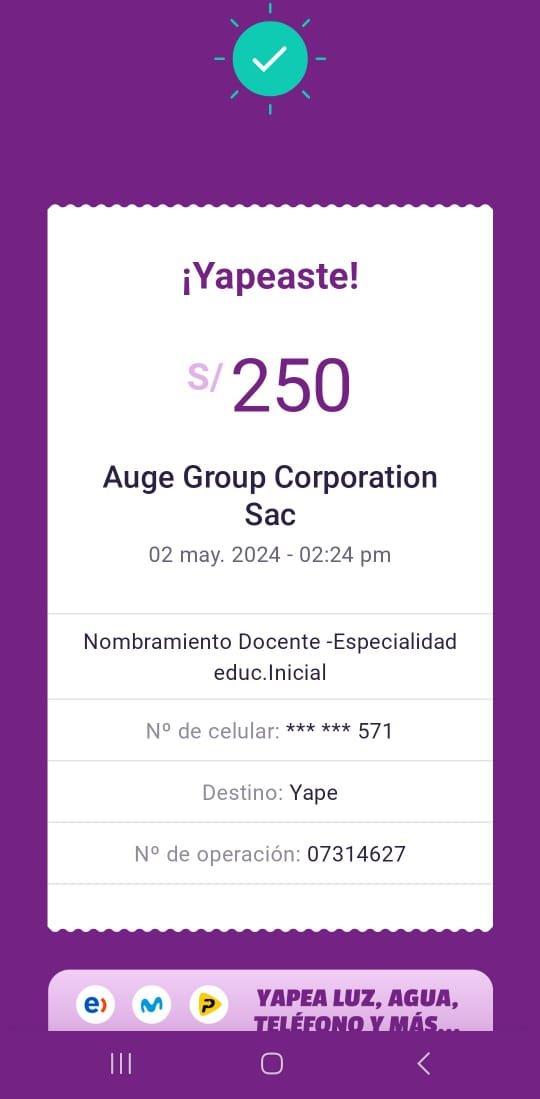 ¡Yapeaste!
S/ 250
Auge Group Corporation
Sac
02 may. 2024 - 02:24 pm
Nombramiento Docente -Especialidad
educ.Inicial
Nº de celular: *** *** 571
Destino: Yape
Nº de operación: 07314627
YAPEA LUZ, AGUA,
TELÉFONO Y MÁS...